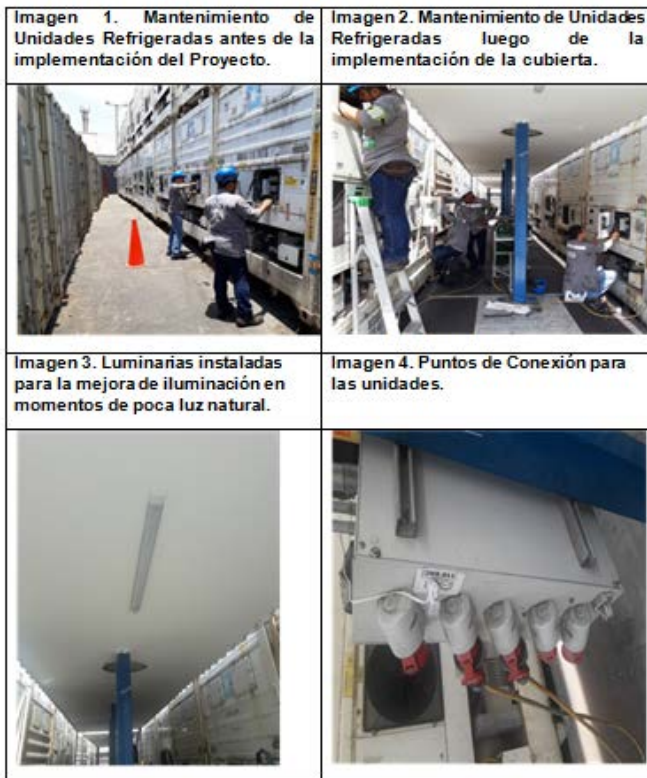 Imagen 1. Mantenimiento de
Unidades Refrigeradas antes de la
implementación del Proyecto.
Imagen 2. Mantenimiento de Unidades
Refrigeradas luego de la
implementación de la cubierta.
Imagen 3. Luminarias instaladas
para la mejora de iluminación en
momentos de poca luz natural.
Imagen 4. Puntos de Conexión para
las unidades.